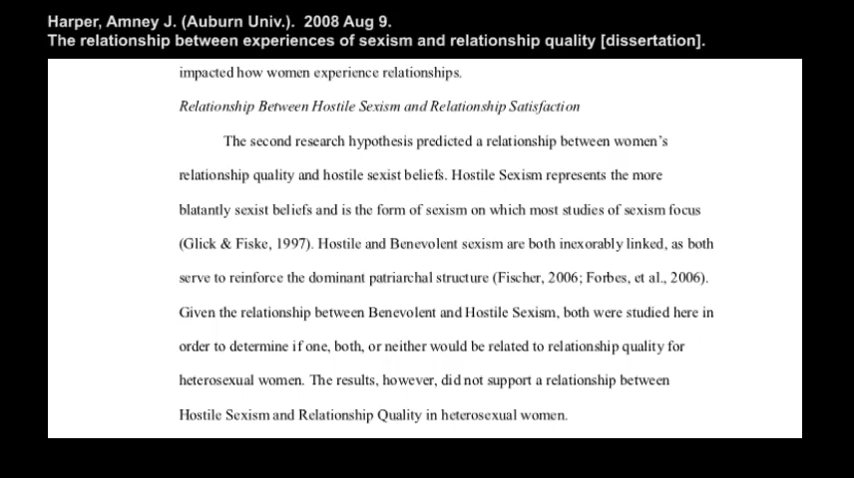 Harper, Amney J. (Auburn Univ.).  2008 Aug 9.
The relationship between experiences of sexism and relationship quality [dissertation].
impacted how women experience relationships.
Relationship Between Hostile Sexism and Relationship Satisfaction
The second research hypothesis predicted a relationship between women’s
relationship quality and hostile sexist beliefs. Hostile Sexism represents the more
blatantly sexist beliefs and is the form of sexism on which most studies of sexism focus
(Glick & Fiske, 1997). Hostile and Benevolent sexism are both inexorably linked, as both
serve to reinforce the dominant patriarchal structure (Fischer, 2006; Forbes, et al., 2006).
Given the relationship between Benevolent and Hostile Sexism, both were studied here in
order to determine if one, both, or neither would be related to relationship quality for
heterosexual women. The results, however, did not support a relationship between
Hostile Sexism and Relationship Quality in heterosexual women.